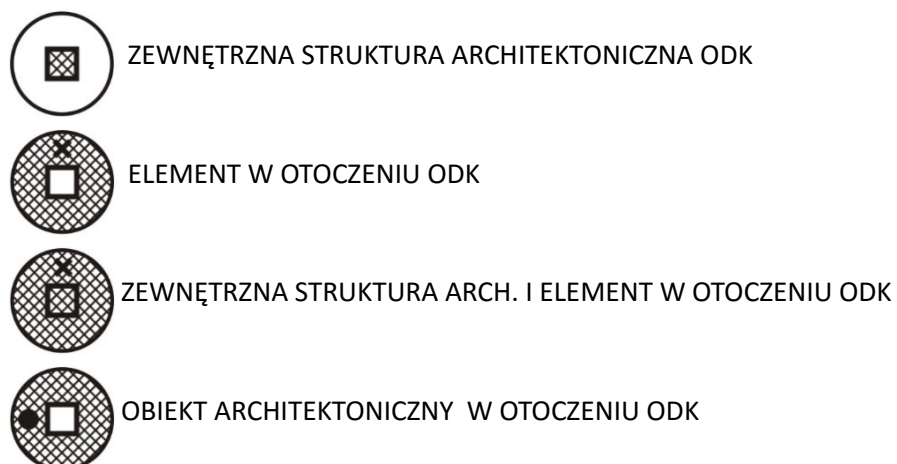 ZEWNĘTRZNA STRUKTURA ARCHITEKTONICZNA ODK
ELEMENT W OTOCZENIU ODK
ZEWNĘTRZNA STRUKTURA ARCH. I ELEMENT W OTOCZENIU ODK
OBIEKT ARCHITEKTONICZNY W OTOCZENIU ODK